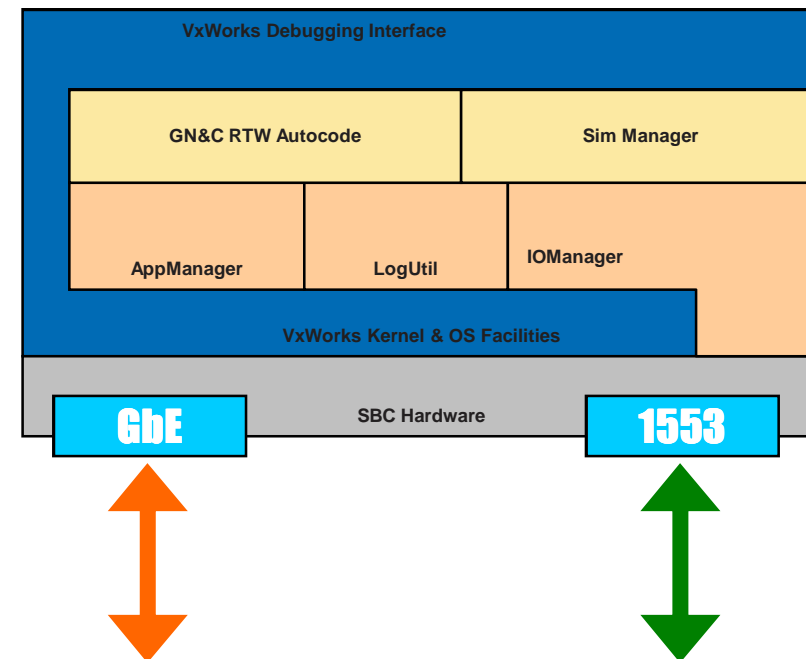 VxWorks Debugging Interface
GN&C RTW Autocode
Sim Manager
AppManager
LogUtil
IOManager
VxWorks Kernel & OS Facilities
SBC Hardware
GbE
1553